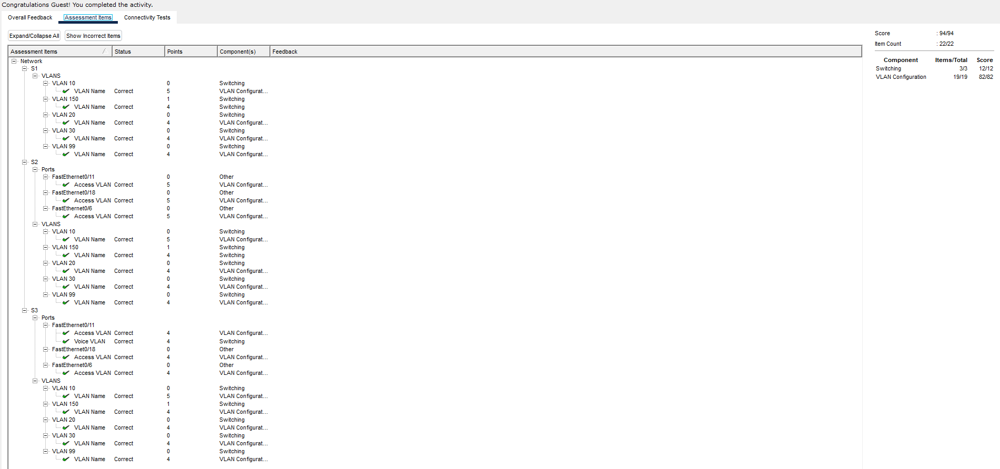 Congratulations Guest! You completed the activity.
Overall Feedback Assessment Items Connectivity Tests
Expand/Collapse All Show Incorrect Items
Assessment Items Status Points Component(s) Feedback
Network
S1
VLANS
VLAN 10 0 Switching
VLAN Name Correct 5 VLAN Configurat...
VLAN 150 1 Switching
VLAN Name Correct 4 Switching
VLAN 20 0 Switching
VLAN Name Correct 4 VLAN Configurat...
VLAN 30 0 Switching
VLAN Name Correct 4 VLAN Configurat...
VLAN 99 0 Switching
VLAN Name Correct 4 VLAN Configurat...
S2
Ports
FastEthernet0/11 0 Other
Access VLAN Correct 5 VLAN Configurat...
FastEthernet0/18 0 Other
Access VLAN Correct 5 VLAN Configurat...
FastEthernet0/6 0 Other
Access VLAN Correct 5 VLAN Configurat...
VLANS
VLAN 10 0 Switching
VLAN Name Correct 5 VLAN Configurat...
VLAN 150 1 Switching
VLAN Name Correct 4 Switching
VLAN 20 0 Switching
VLAN Name Correct 4 VLAN Configurat...
VLAN 30 0 Switching
VLAN Name Correct 4 VLAN Configurat...
VLAN 99 0 Switching
VLAN Name Correct 4 VLAN Configurat...
S3
Ports
FastEthernet0/11
Access VLAN Correct 4 VLAN Configurat...
Voice VLAN Correct 4 Switching
FastEthernet0/18 0 Other
Access VLAN Correct 4 VLAN Configurat...
FastEthernet0/6 0 Other
Access VLAN Correct 4 VLAN Configurat...
VLANS
VLAN 10 0 Switching
VLAN Name Correct 5 VLAN Configurat...
VLAN 150 1 Switching
VLAN Name Correct 4 VLAN Configurat...
VLAN 20 0 Switching
VLAN Name Correct 4 VLAN Configurat...
VLAN 30 0 Switching
VLAN Name Correct 4 VLAN Configurat...
VLAN 99 0 Switching
VLAN Name Correct 4 VLAN Configurat...
Score : 94/94
Item Count : 22/22
Component Items/Total Score
Switching 3/3 12/12
VLAN Configuration 19/19 82/82